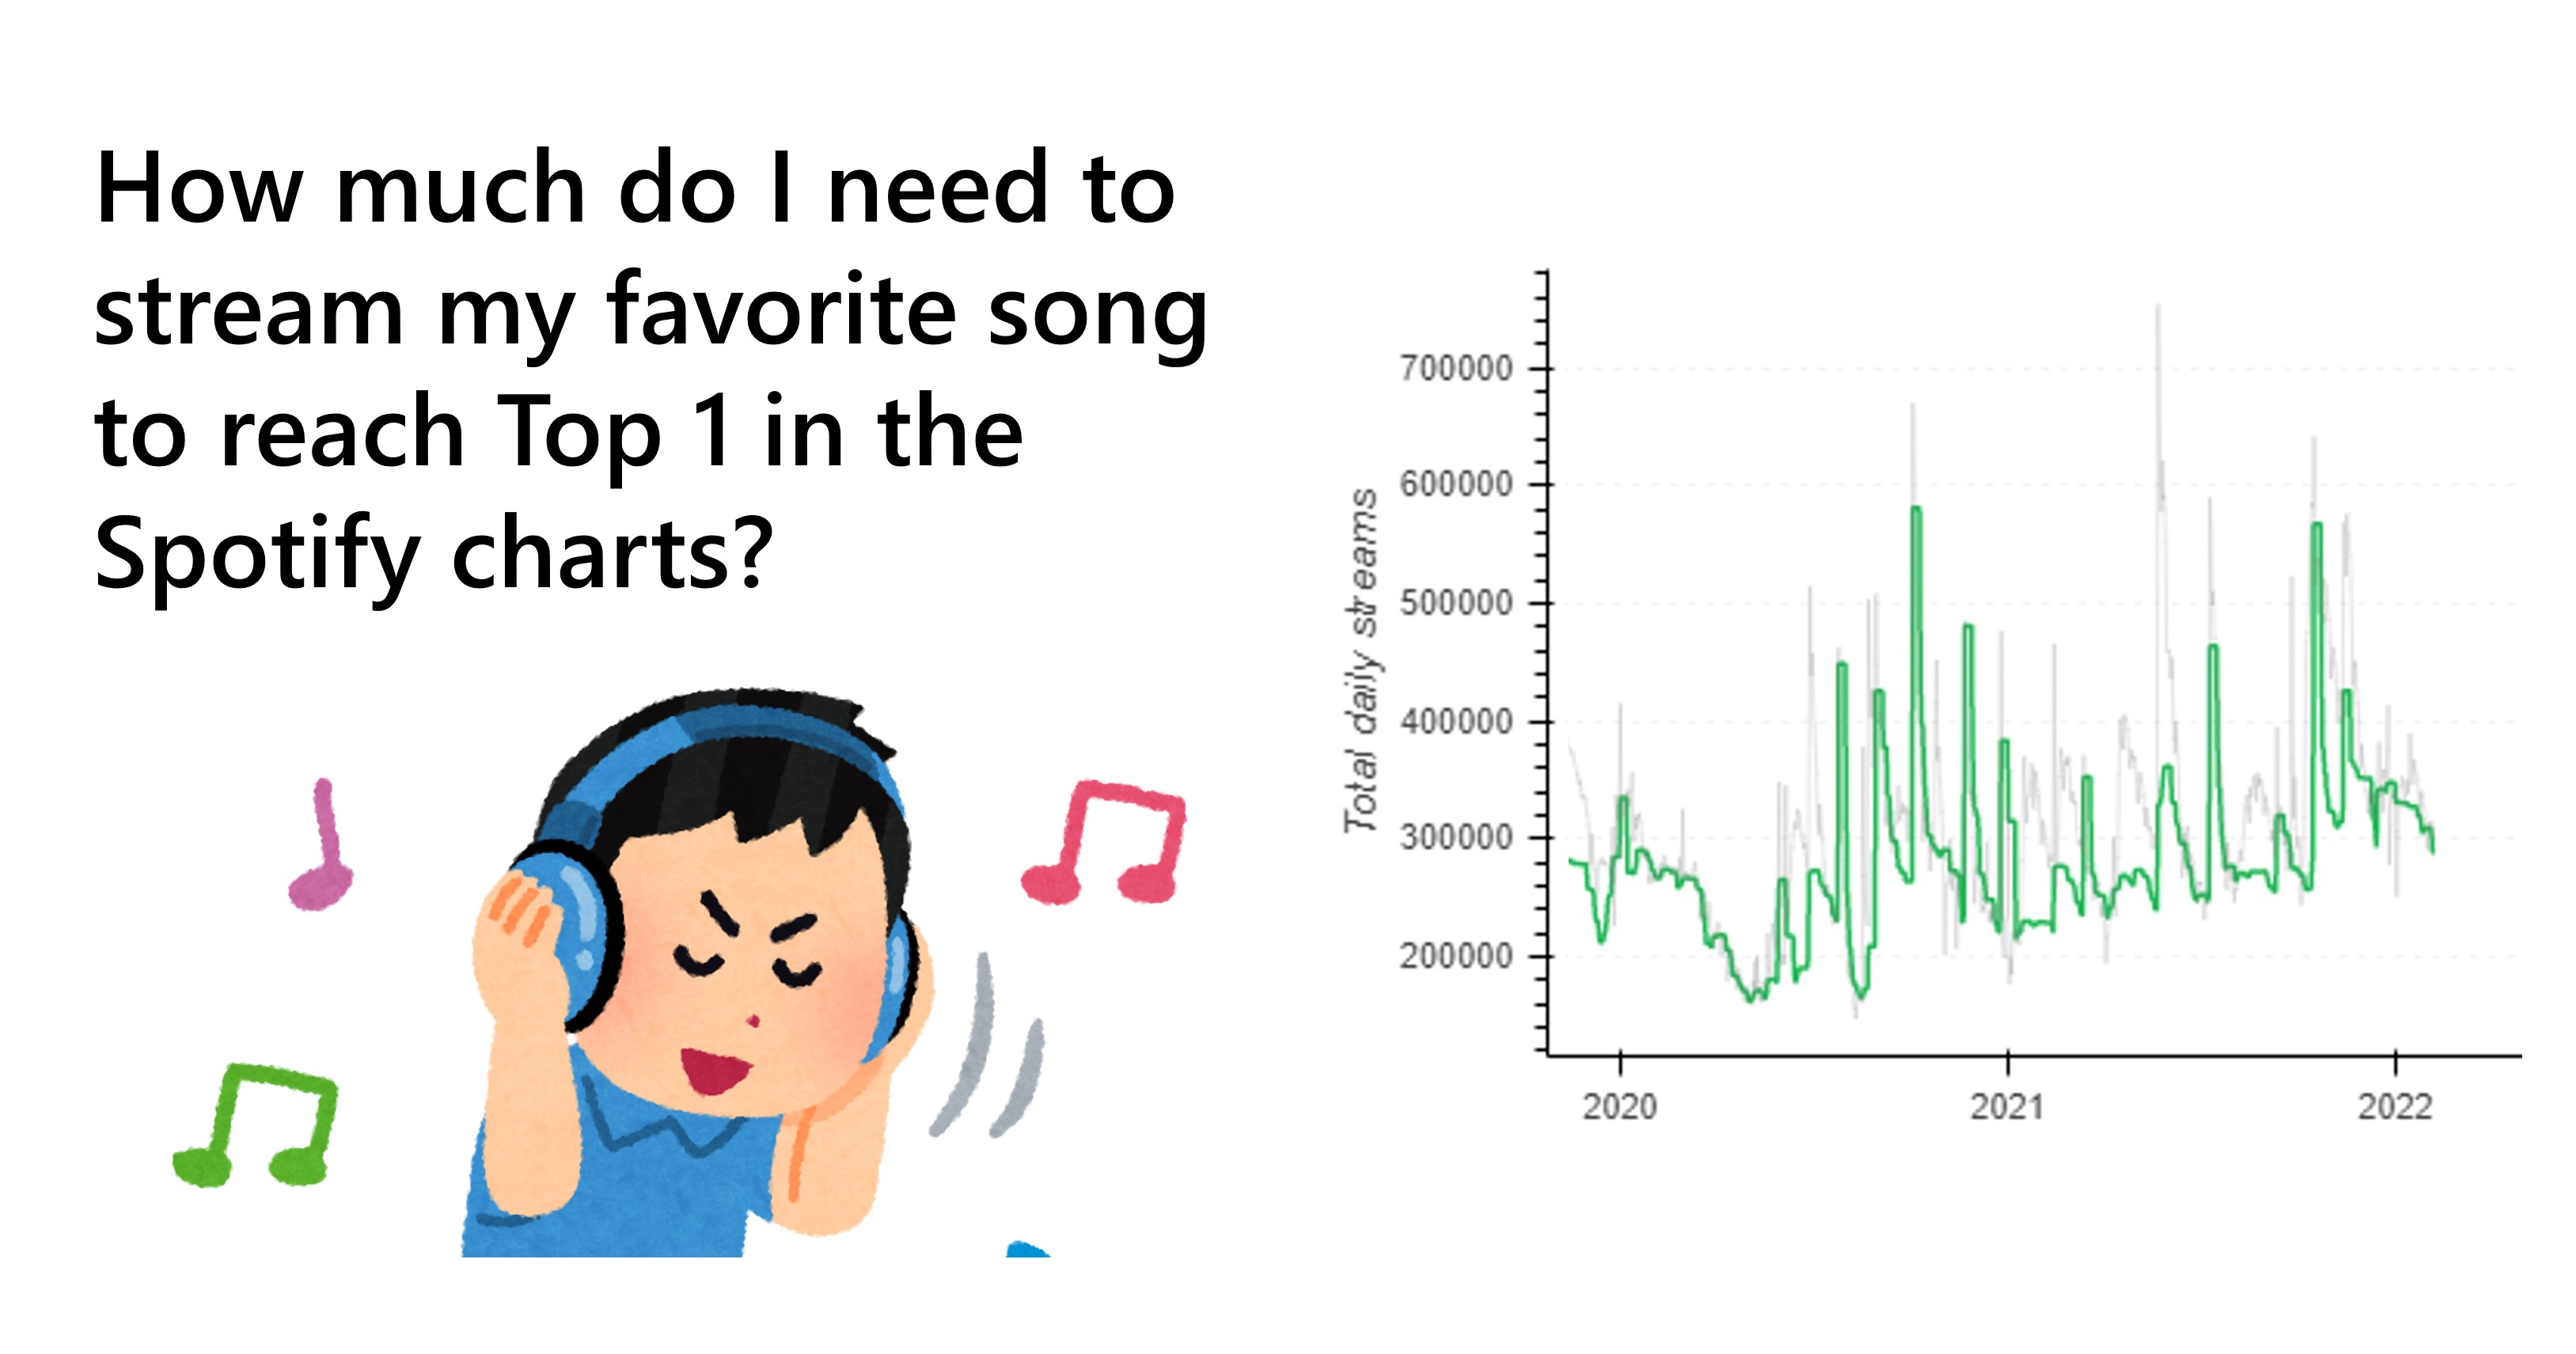 How much do I need to
stream my favorite song
to reach Top 1 in the
Spotify charts?
Total daily streams
700000
600000
500000
400000
300000
200000
2020
2021
2022